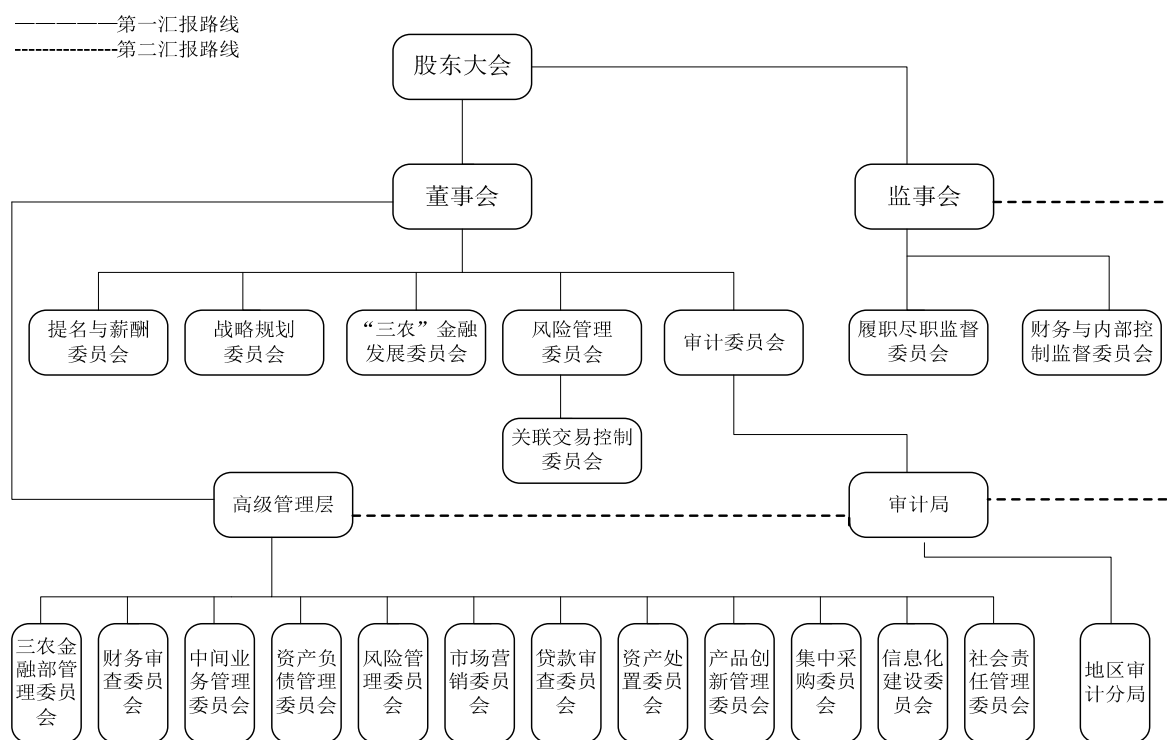 第一汇报路线
第二汇报路线
股东大会
董事会
监事会
提名与薪酬
委员会
战略规划
委员会
“三农”金融
发展委员会
风险管理
委员会
审计委员会
履职尽职监督
委员会
财务与内部控
制监督委员会
关联交易控制
委员会
高级管理层
审计局
三农金
融部管
理委员
会
财务审
查委员
会
中间业
务管理
委员会
资产负
债管理
委员会
风险管
理委员
会
市场营
销委员
会
贷款审
查委员
会
资产处
置委员
会
产品创
新管理
委员会
集中采
购委员
会
信息化
建设委
员会
社会责
任管理
委员会
地区审
计分局